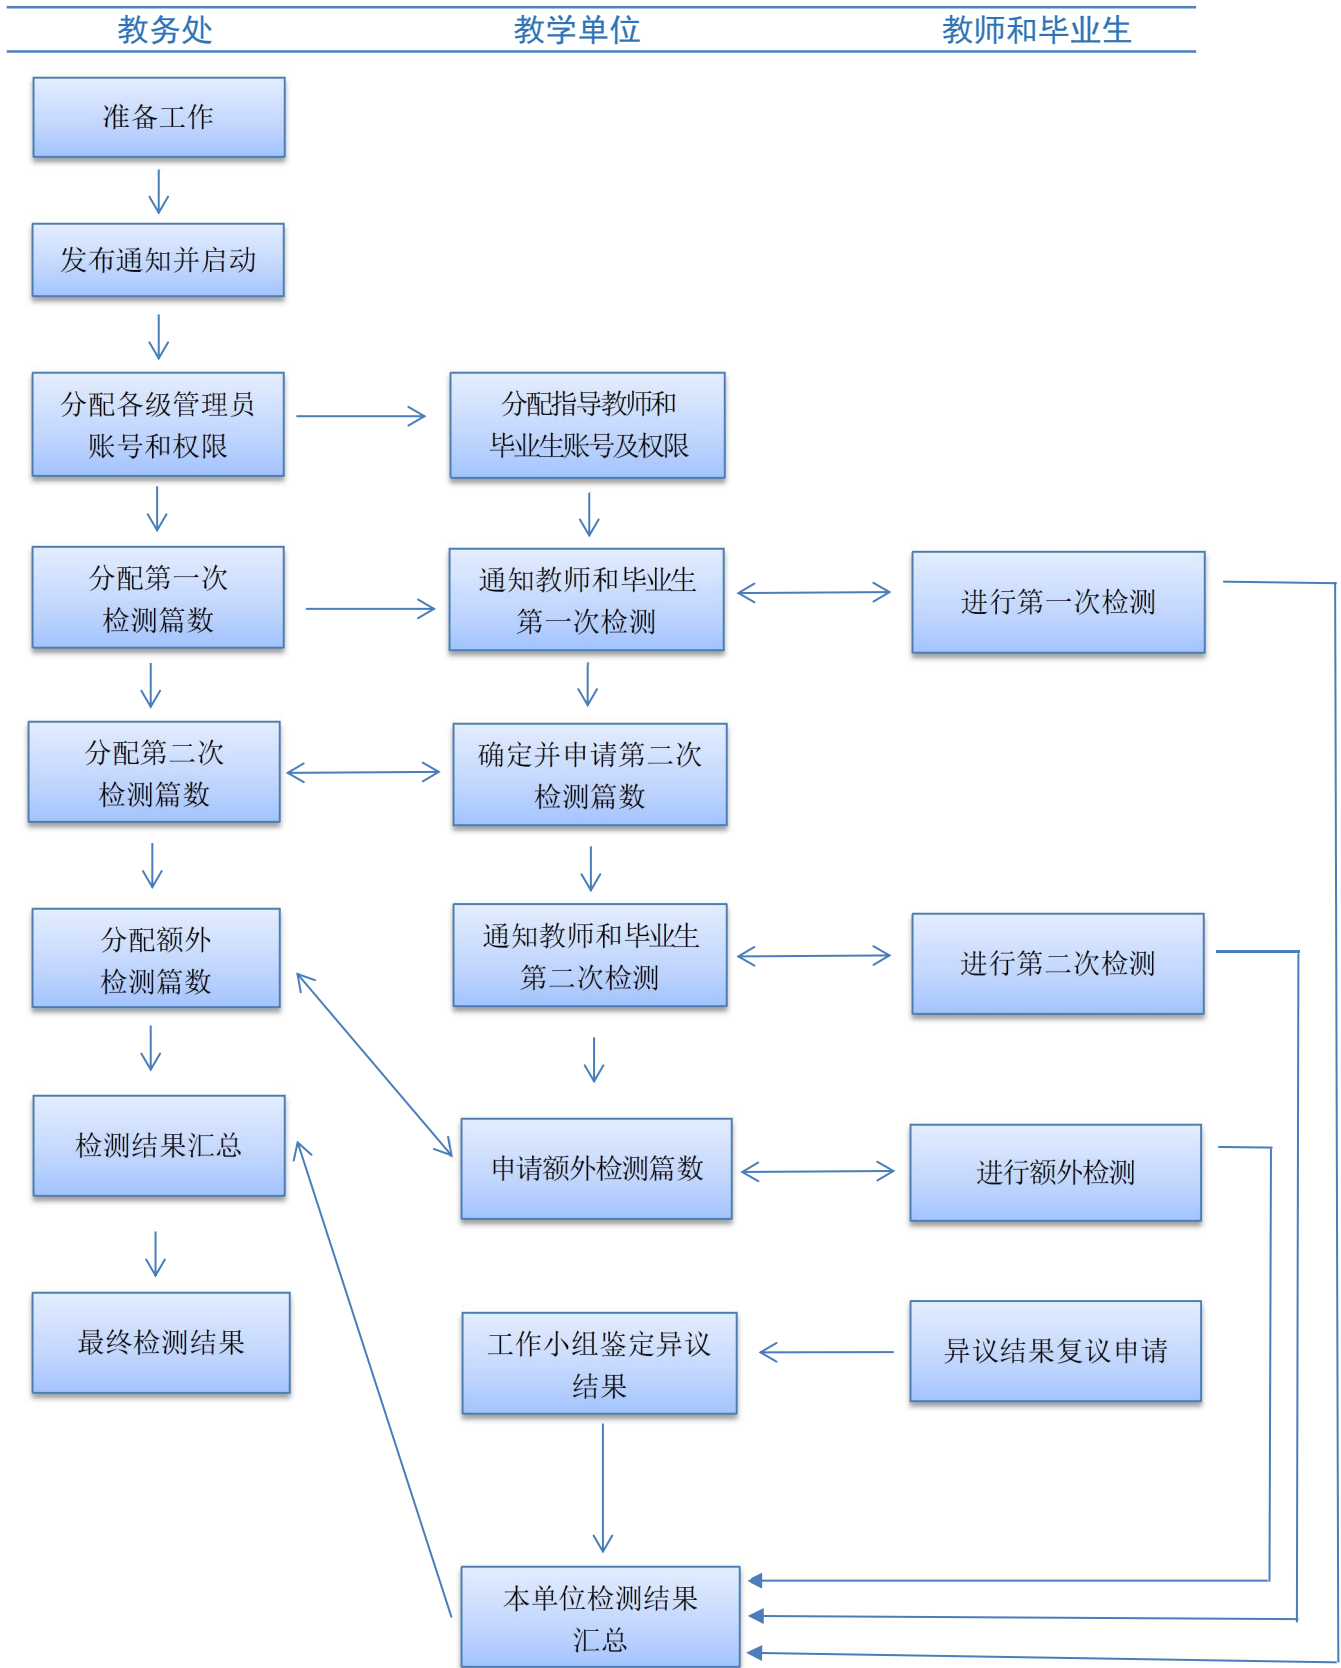 教务处
教学单位
教师和毕业生
准备工作
发布通知并启动
分配各级管理员
账号和权限
分配指导教师和
毕业生账号及权限
分配第一次
检测篇数
通知教师和毕业生
第一次检测
进行第一次检测
分配第二次
检测篇数
确定并申请第二次
检测篇数
分配额外
检测篇数
通知教师和毕业生
第二次检测
进行第二次检测
检测结果汇总
申请额外检测篇数
进行额外检测
最终检测结果
工作小组鉴定异议
结果
异议结果复议申请
本单位检测结果
汇总